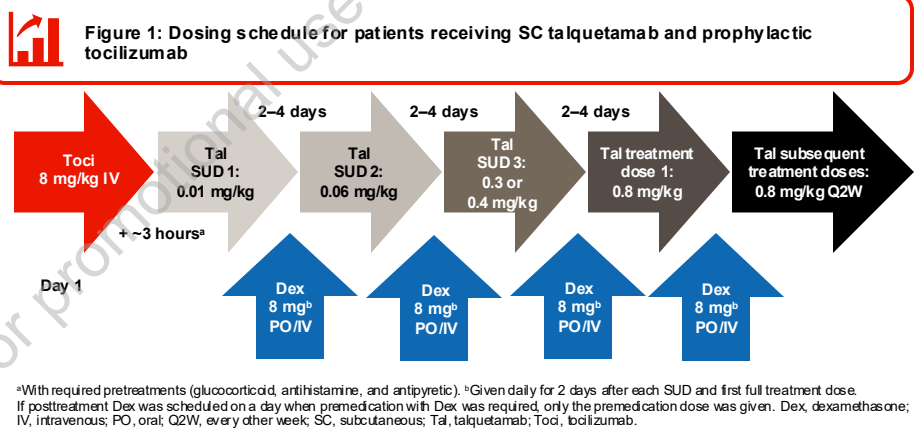 Figure 1: Dosing schedule for patients receiving SC talquetamab and prophylactic
tocilizumab
2–4 days
2–4 days
2–4 days
Toci
8 mg/kg IV
Tal
SUD 1:
0.01 mg/kg
Tal
SUD 2:
0.06 mg/kg
Tal
SUD 3:
0.3 or
0.4 mg/kg
Tal treatment
dose 1:
0.8 mg/kg
Tal subsequent
treatment doses:
0.8 mg/kg Q2W
+ ~3 hoursᵃ
Day 1
Dex
8 mgᵇ
PO/IV
Dex
8 mgᵇ
PO/IV
Dex
8 mgᵇ
PO/IV
Dex
8 mgᵇ
PO/IV
ᵃWith required pretreatments (glucocorticoid, antihistamine, and antipyretic). ᵇGiven daily for 2 days after each SUD and first full treatment dose.
If posttreatment Dex was scheduled on a day when premedication with Dex was required, only the premedication dose was given. Dex, dexamethasone;
IV, intravenous; PO, oral; Q2W, every other week; SC, subcutaneous; Tal, talquetamab; Toci, tocilizumab.
or promotional use